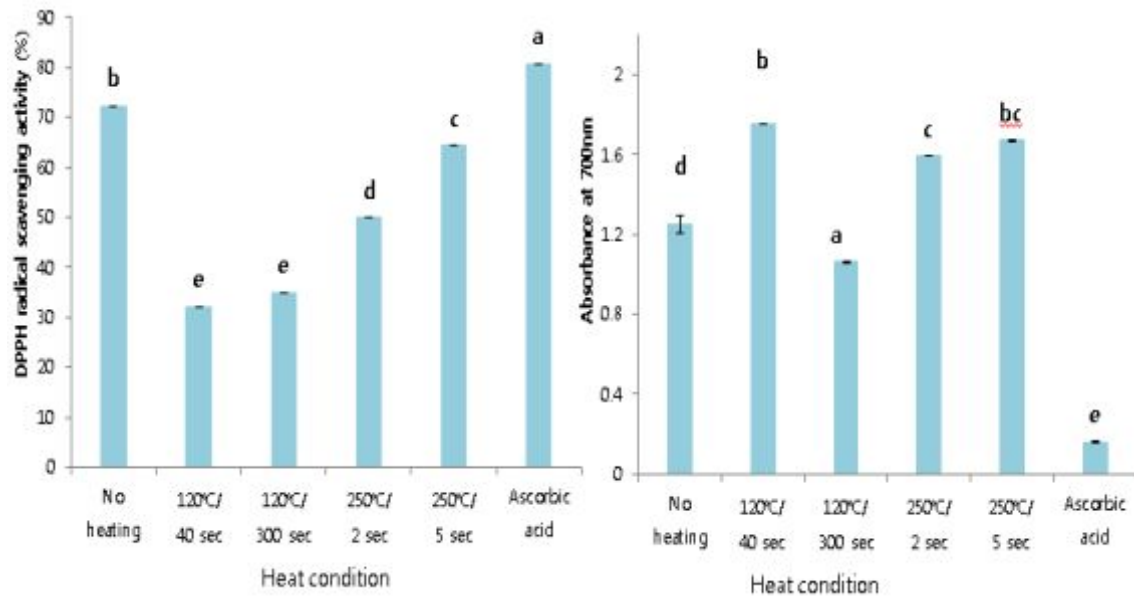 DPPH radical scavenging activity (%)
90
80
70
60
50
40
30
20
10
0
b
e
e
d
c
a
No heating
120°C/ 40 sec
120°C/ 300 sec
250°C/ 2 sec
250°C/ 5 sec
Ascorbic acid
Heat condition
Absorbance at 700nm
2
1.6
1.2
0.8
0.4
0
d
b
a
c
bc
e
No heating
120°C/ 40 sec
120°C/ 300 sec
250°C/ 2 sec
250°C/ 5 sec
Ascorbic acid
Heat condition